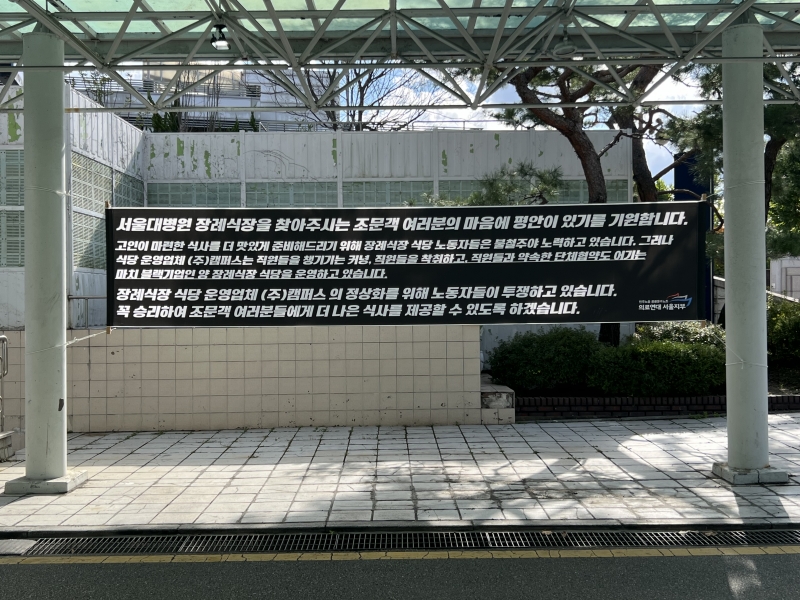 서울대병원 장례식장을 찾아주시는 조문객 여러분의 마음에 평안이 있기를 기원합니다.
고인이 마련한 식사를 더 맛있게 준비해드리기 위해 장례식장 식당 노동자들은 불철주야 노력하고 있습니다. 그러나
식당 운영업체 (주)캠퍼스는 직원들을 챙기기는 커녕, 직원들을 착취하고, 직원들과 약속한 단체협약도 어기는
마치 블랙기업인 양 장례식장 식당을 운영하고 있습니다.
장례식장 식당 운영업체 (주)캠퍼스 의 정상화를 위해 노동자들이 투쟁하고 있습니다.
꼭 승리하여 조문객 여러분들에게 더 나은 식사를 제공할 수 있도록 하겠습니다.
의료연대 서울지부